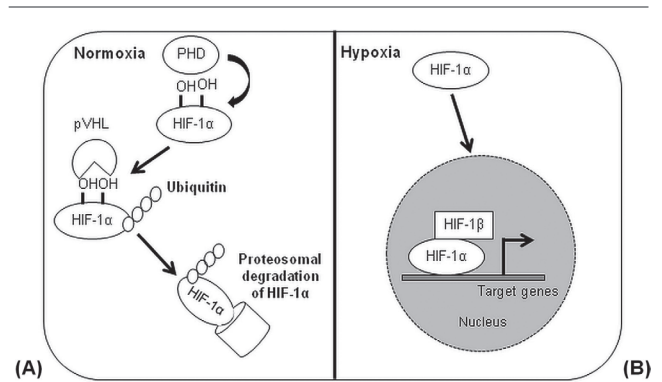 Normoxia
PHD
OH OH
HIF-1α
pVHL
OHOH
HIF-1α
Ubiquitin
Proteosomal
degradation
of HIF-1α
HIF-1α
(A)
Hypoxia
HIF-1α
HIF-1β
HIF-1α
Target genes
Nucleus
(B)